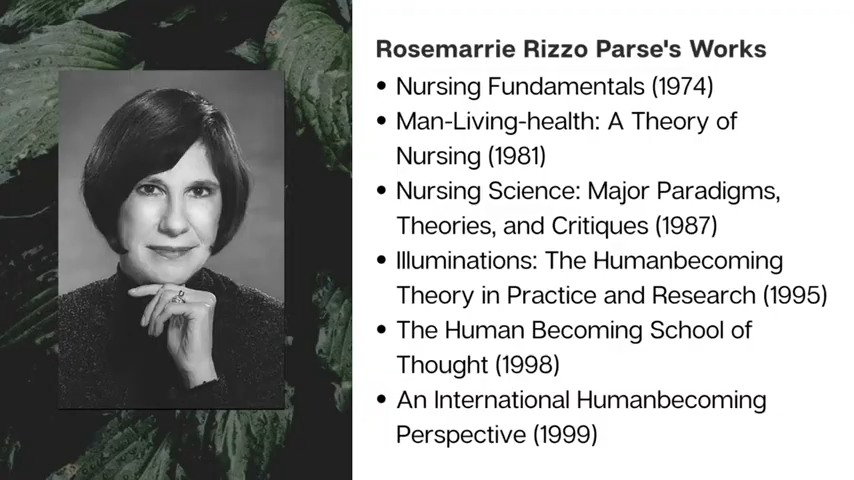 Rosemarrie Rizzo Parse's Works
• Nursing Fundamentals (1974)
• Man-Living-health: A Theory of
Nursing (1981)
• Nursing Science: Major Paradigms,
Theories, and Critiques (1987)
• Illuminations: The Humanbecoming
Theory in Practice and Research (1995)
• The Human Becoming School of
Thought (1998)
• An International Humanbecoming
Perspective (1999)